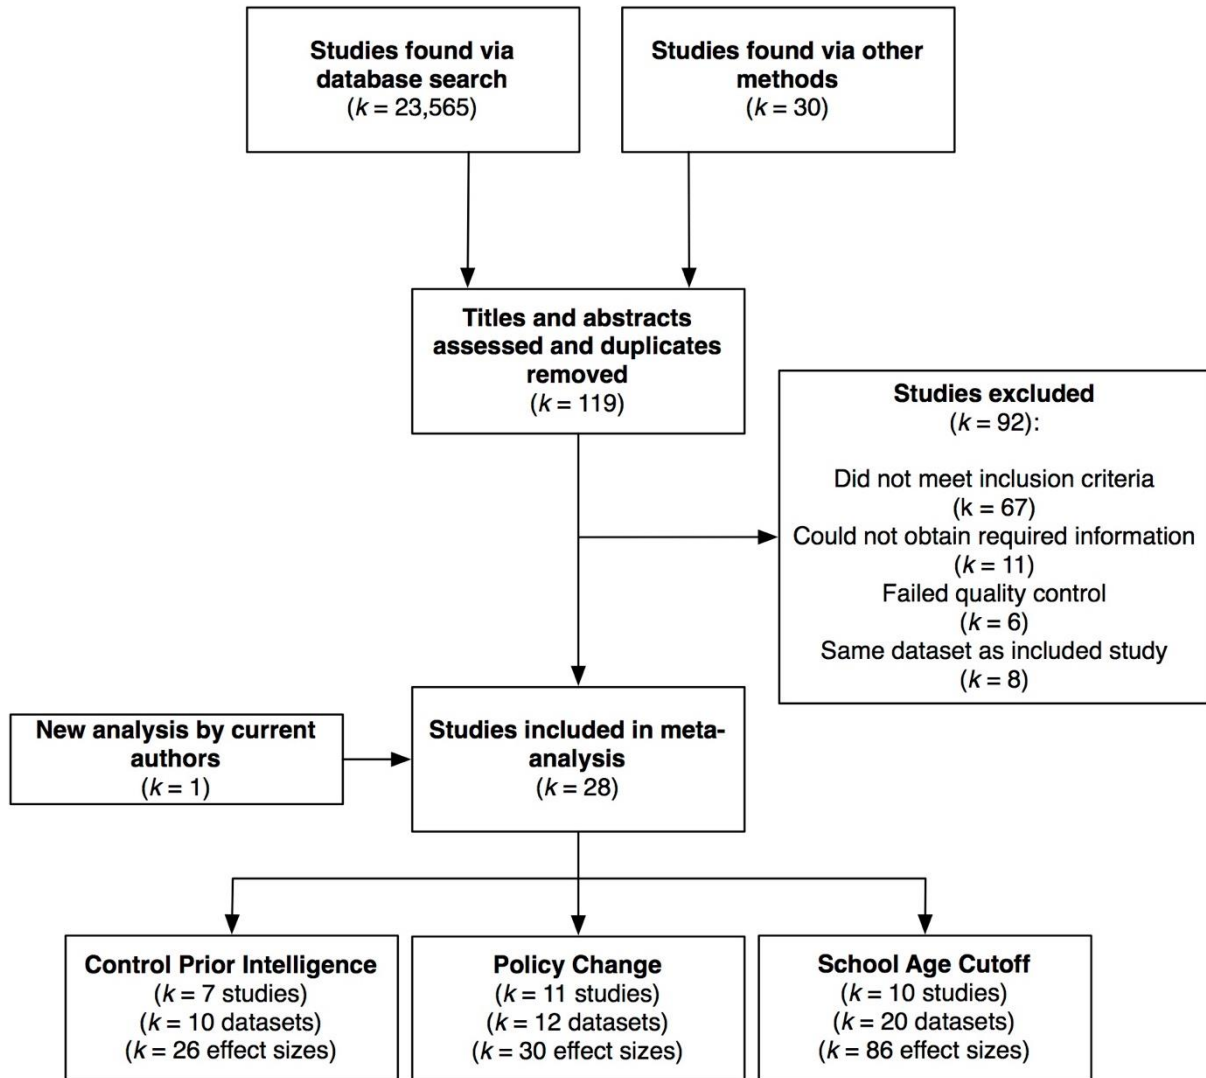 Studies found via
database search
(k = 23,565)
Studies found via other
methods
(k = 30)
Titles and abstracts
assessed and duplicates
removed
(k = 119)
Studies excluded
(k = 92):
Did not meet inclusion criteria
(k = 67)
Could not obtain required information
(k = 11)
Failed quality control
(k = 6)
Same dataset as included study
(k = 8)
New analysis by current
authors
(k = 1)
Studies included in meta-
analysis
(k = 28)
Control Prior Intelligence
(k = 7 studies)
(k = 10 datasets)
(k = 26 effect sizes)
Policy Change
(k = 11 studies)
(k = 12 datasets)
(k = 30 effect sizes)
School Age Cutoff
(k = 10 studies)
(k = 20 datasets)
(k = 86 effect sizes)